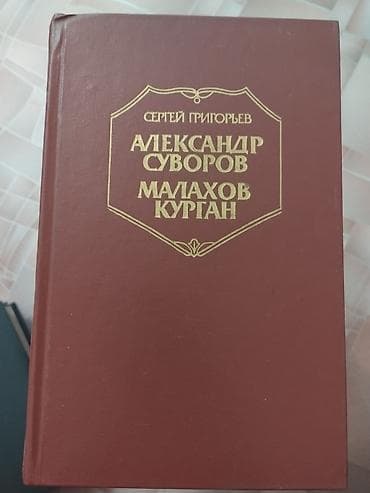 СЕРГЕЙ ГРИГОРЬЕВ
АЛЕКСАНДР
СУВОРОВ
МАЛАХОВ
КУРГАН